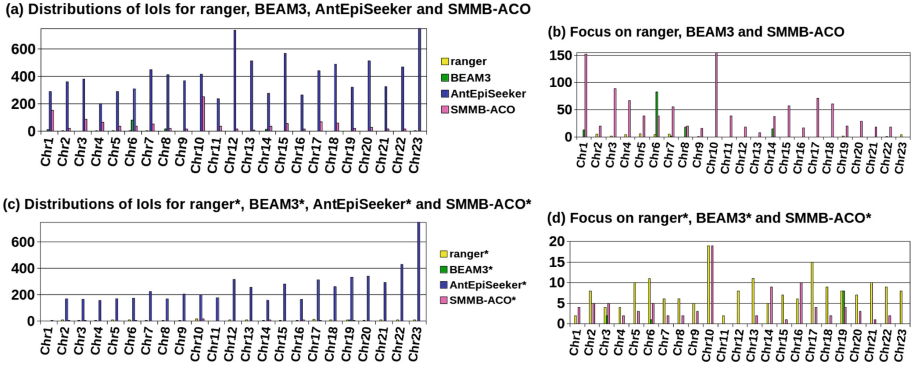 (a) Distributions of IoIs for ranger, BEAM3, AntEpiSeeker and SMMB-ACO
600
400
200
0
Chr1 Chr2 Chr3 Chr4 Chr5 Chr6 Chr7 Chr8 Chr9 Chr10 Chr11 Chr12 Chr13 Chr14 Chr15 Chr16 Chr17 Chr18 Chr19 Chr20 Chr21 Chr22 Chr23
ranger
BEAM3
AntEpiSeeker
SMMB-ACO
(b) Focus on ranger, BEAM3 and SMMB-ACO
150
100
50
0
Chr1 Chr2 Chr3 Chr4 Chr5 Chr6 Chr7 Chr8 Chr9 Chr10 Chr11 Chr12 Chr13 Chr14 Chr15 Chr16 Chr17 Chr18 Chr19 Chr20 Chr21 Chr22 Chr23
(c) Distributions of IoIs for ranger*, BEAM3*, AntEpiSeeker* and SMMB-ACO*
600
400
200
0
Chr1 Chr2 Chr3 Chr4 Chr5 Chr6 Chr7 Chr8 Chr9 Chr10 Chr11 Chr12 Chr13 Chr14 Chr15 Chr16 Chr17 Chr18 Chr19 Chr20 Chr21 Chr22 Chr23
ranger*
BEAM3*
AntEpiSeeker*
SMMB-ACO*
(d) Focus on ranger*, BEAM3* and SMMB-ACO*
20
15
10
5
0
Chr1 Chr2 Chr3 Chr4 Chr5 Chr6 Chr7 Chr8 Chr9 Chr10 Chr11 Chr12 Chr13 Chr14 Chr15 Chr16 Chr17 Chr18 Chr19 Chr20 Chr21 Chr22 Chr23